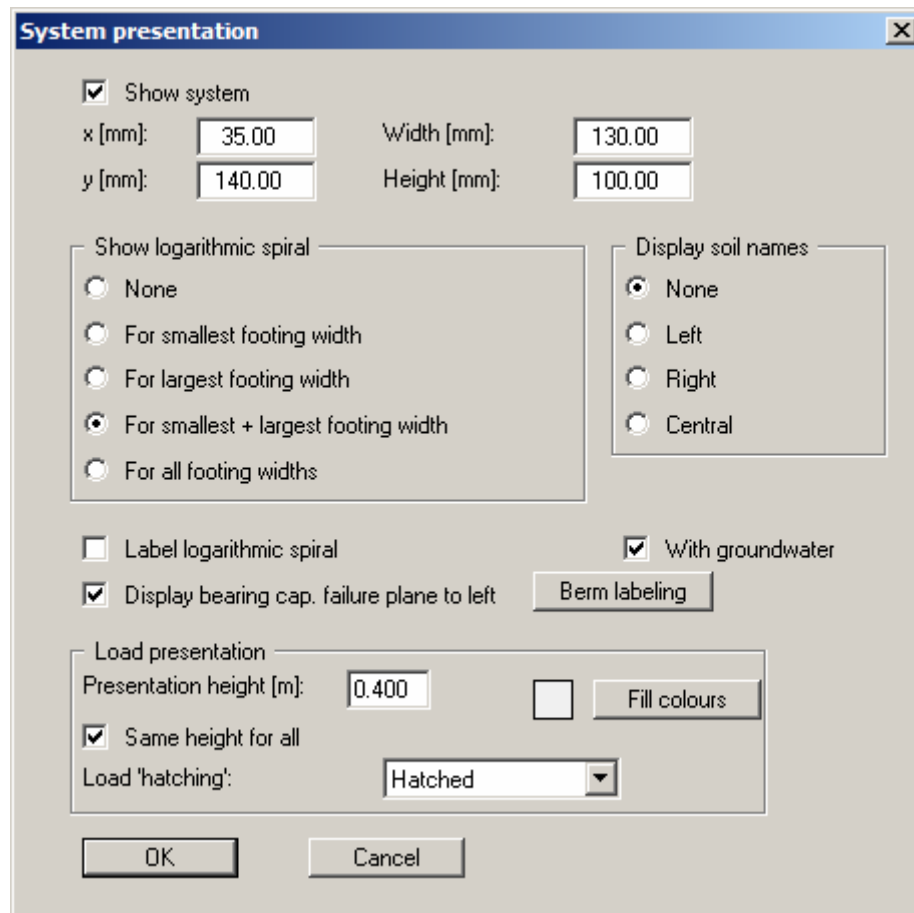 System presentation
Show system
x [mm]: 35.00 Width [mm]: 130.00
y [mm]: 140.00 Height [mm]: 100.00
Show logarithmic spiral
None
For smallest footing width
For largest footing width
For smallest + largest footing width
For all footing widths
Display soil names
None
Left
Right
Central
Label logarithmic spiral With groundwater
Display bearing cap. failure plane to left Berm labeling
Load presentation
Presentation height [m]: 0.400 Fill colours
Same height for all
Load 'hatching': Hatched
OK Cancel